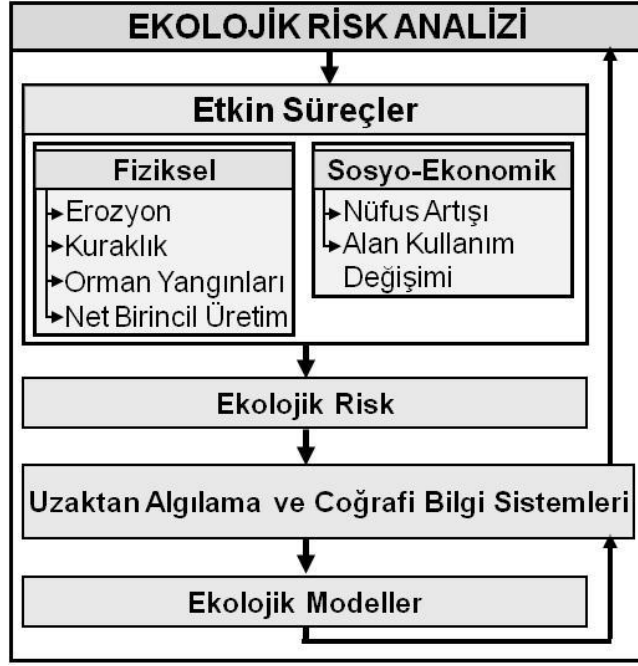 EKOLOJİK RİSK ANALİZİ
Etkin Süreçler
Fiziksel
Erozyon
Kuraklık
Orman Yangınları
Net Birincil Üretim
Sosyo-Ekonomik
Nüfus Artışı
Alan Kullanım
Değişimi
Ekolojik Risk
Uzaktan Algılama ve Coğrafi Bilgi Sistemleri
Ekolojik Modeller